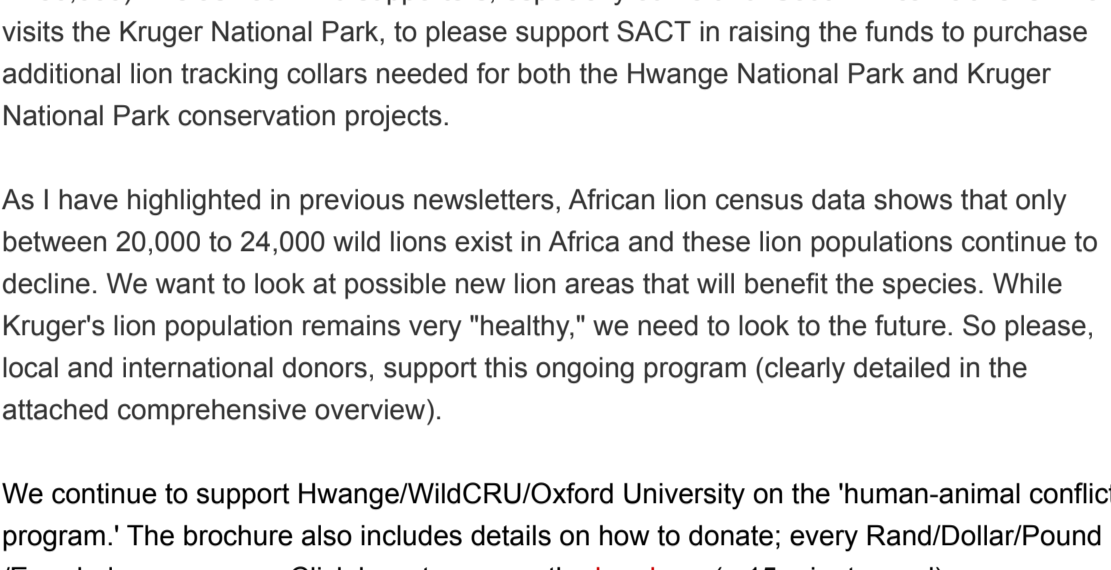 visits the Kruger National Park, to please support SACT in raising the funds to purchase
additional lion tracking collars needed for both the Hwange National Park and Kruger
National Park conservation projects.
As I have highlighted in previous newsletters, African lion census data shows that only
between 20,000 to 24,000 wild lions exist in Africa and these lion populations continue to
decline. We want to look at possible new lion areas that will benefit the species. While
Kruger's lion population remains very "healthy," we need to look to the future. So please,
local and international donors, support this ongoing program (clearly detailed in the
attached comprehensive overview).
We continue to support Hwange/WildCRU/Oxford University on the 'human-animal conflict
program.' The brochure also includes details on how to donate; every Rand/Dollar/Pound